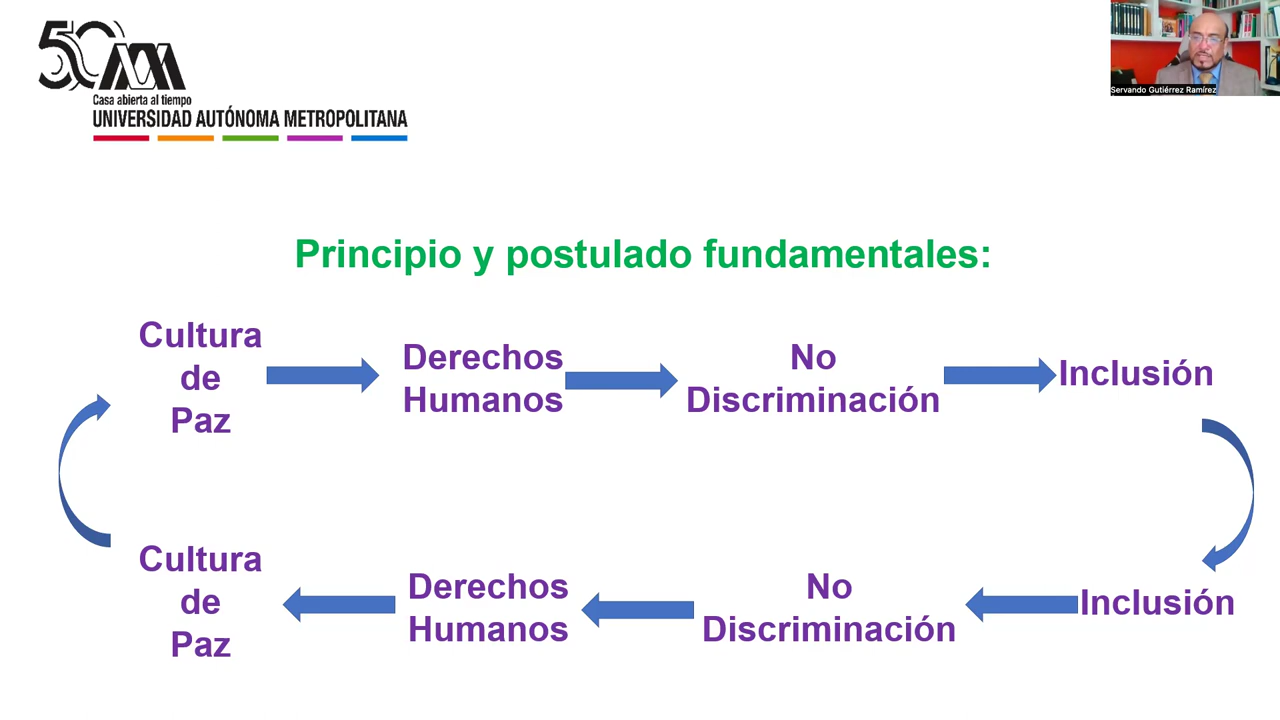 50
Casa abierta al tiempo
UNIVERSIDAD AUTÓNOMA METROPOLITANA
Servando Gutiérrez Ramírez
Principio y postulado fundamentales:
Cultura
de
Paz
Derechos
Humanos
No
Discriminación
Inclusión
Cultura
de
Paz
Derechos
Humanos
No
Discriminación
Inclusión